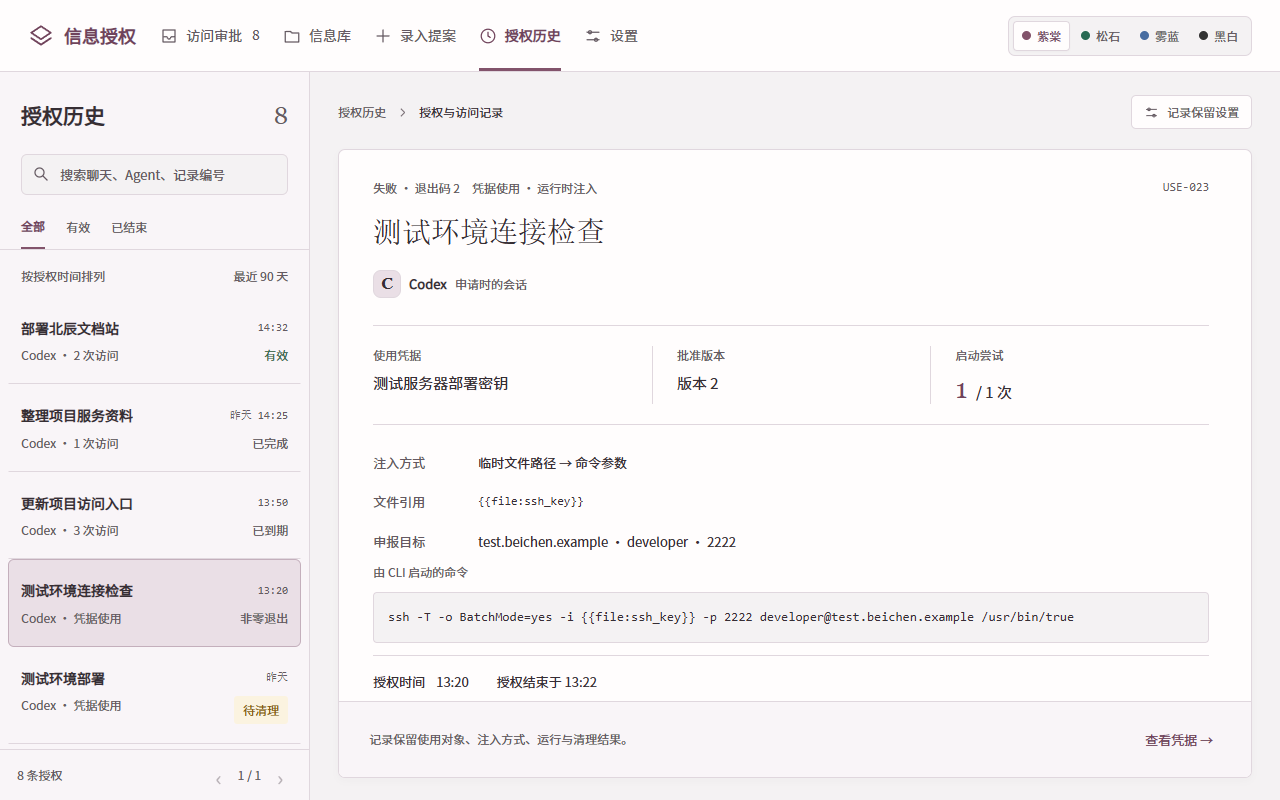 信息授权
访问审批 8
信息库
录入提案
授权历史
设置
紫棠
松石
雾蓝
黑白
授权历史 8
搜索聊天、Agent、记录编号
全部 有效 已结束
按授权时间排列 最近 90 天
部署北辰文档站 14:32
Codex · 2 次访问 有效
整理项目服务资料 昨天 14:25
Codex · 1 次访问 已完成
更新项目访问入口 13:50
Codex · 3 次访问 已到期
测试环境连接检查 13:20
Codex · 凭据使用 非零退出
测试环境部署 昨天
Codex · 凭据使用 待清理
8 条授权 ‹ 1 / 1 ›
授权历史 > 授权与访问记录
记录保留设置
失败 · 退出码 2 凭据使用 · 运行时注入 USE-023
测试环境连接检查
C Codex 申请时的会话
使用凭据
测试服务器部署密钥
批准版本
版本 2
启动尝试
1 / 1 次
注入方式 临时文件路径 → 命令参数
文件引用 {{file:ssh_key}}
申报目标 test.beichen.example · developer · 2222
由 CLI 启动的命令
ssh -T -o BatchMode=yes -i {{file:ssh_key}} -p 2222 developer@test.beichen.example /usr/bin/true
授权时间 13:20 授权结束于 13:22
记录保留使用对象、注入方式、运行与清理结果。
查看凭据 →